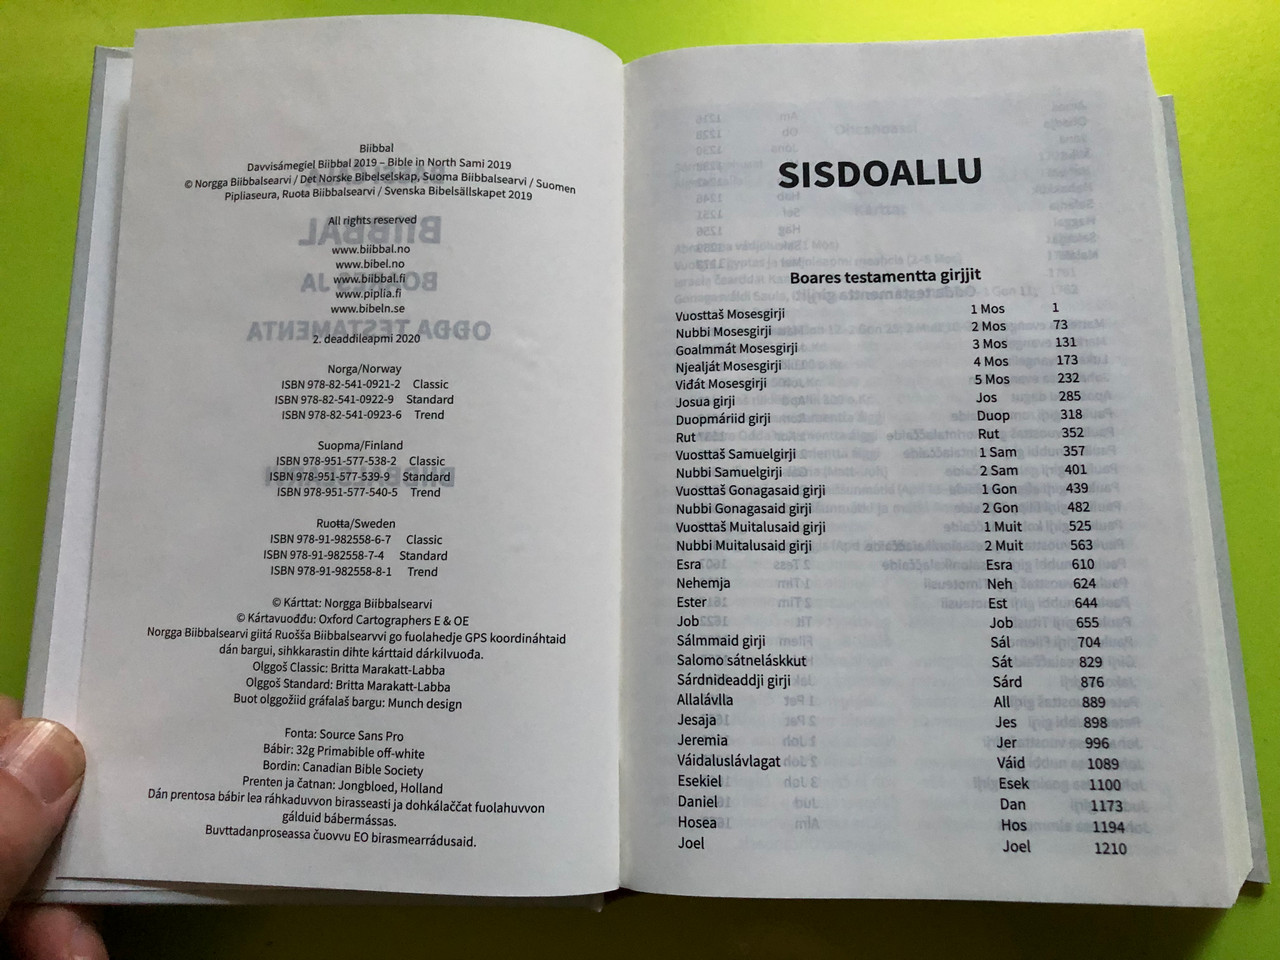 Biibbal
Davvisámegiel Biibbal 2019 – Bible in North Sami 2019
© Norgga Biibbalsearvi / Det Norske Bibelselskap, Suoma Biibbalsearvi / Suomen
Pipliaseura, Ruota Biibbalsearvi / Svenska Bibelsällskapet 2019
All rights reserved
www.biibbal.no
www.bibel.no
www.biibbal.fi
www.piplia.fi
www.bibeln.se
2. deaddileapmi 2020
Norga/Norway
ISBN 978-82-541-0921-2 Classic
ISBN 978-82-541-0922-9 Standard
ISBN 978-82-541-0923-6 Trend
Suopma/Finland
ISBN 978-951-577-538-2 Classic
ISBN 978-951-577-539-9 Standard
ISBN 978-951-577-540-5 Trend
Ruoŧŧa/Sweden
ISBN 978-91-982558-6-7 Classic
ISBN 978-91-982558-7-4 Standard
ISBN 978-91-982558-8-1 Trend
© Kárttat: Norgga Biibbalsearvi
© Kártavuođđu: Oxford Cartographers E & OE
Norgga Biibbalsearvi giitá Ruošša Biibbalsearvvi go fuolahedje GPS koordináhtaid
dán bargui, sihkkarastin dihte kárttaid dárkilvuođa.
Olggoš Classic: Britta Marakatt-Labba
Olggoš Standard: Britta Marakatt-Labba
Buot olggožiid gráfalaš bargu: Munch design
Fonta: Source Sans Pro
Bábir: 32g Primabible off-white
Bordin: Canadian Bible Society
Prenten ja čatnan: Jongbloed, Holland
Dán prentosa bábir lea ráhkaduvvon birasseasti ja dohkálaččat fuolahuvvon
gálduid bábermássas.
Buvttadanproseassa čuovvu EO birasmearrádusaid.
SISDOALLU
Boares testamentta girjjit
Vuosttaš Mosesgirji 1 Mos 1
Nubbi Mosesgirji 2 Mos 73
Goalmmát Mosesgirji 3 Mos 131
Njealját Mosesgirji 4 Mos 173
Viđát Mosesgirji 5 Mos 232
Josua girji Jos 285
Duopmáriid girji Duop 318
Rut Rut 352
Vuosttaš Samuelgirji 1 Sam 357
Nubbi Samuelgirji 2 Sam 401
Vuosttaš Gonagasaid girji 1 Gon 439
Nubbi Gonagasaid girji 2 Gon 482
Vuosttaš Muitalusaid girji 1 Muit 525
Nubbi Muitalusaid girji 2 Muit 563
Esra Esra 610
Nehemja Neh 624
Ester Est 644
Job Job 655
Sálmmaid girji Sál 704
Salomo sátneláskkut Sát 829
Sárdnideaddji girji Sárd 876
Allalávlla All 889
Jesaja Jes 898
Jeremia Jer 996
Váidaluslávlagat Váid 1089
Esekiel Esek 1100
Daniel Dan 1173
Hosea Hos 1194
Joel Joel 1210